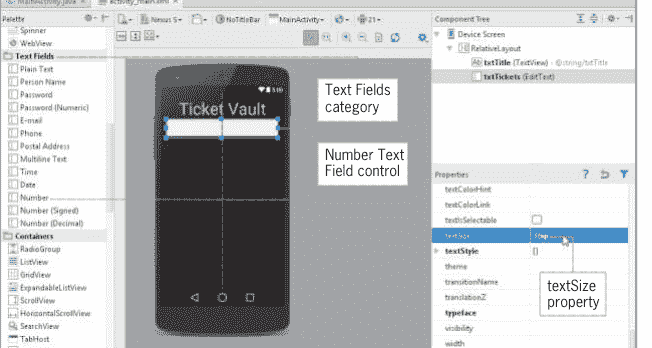 MainActivity.java
activity_main.xml
Palette
Nexus S
NoTitleBar
MainActivity
21
Component Tree
Spinner
WebView
Text Fields
Plain Text
Person Name
Password
Password (Numeric)
E-mail
Phone
Postal Address
Multiline Text
Time
Date
Number
Number (Signed)
Number (Decimal)
Containers
RadioGroup
ListView
GridView
ExpandableListView
ScrollView
HorizontalScrollView
SearchView
TabHost
Ticket Vault
Text Fields
category
Number Text
Field control
Device Screen
RelativeLayout
Ab txtTitle (TextView) - @string/txtTitle
txtTickets (EditText)
Properties
textColorHint
textColorLink
textIsSelectable
textSize
textStyle []
theme
transitionName
translationZ
typeface
visibility
width
textSize
property